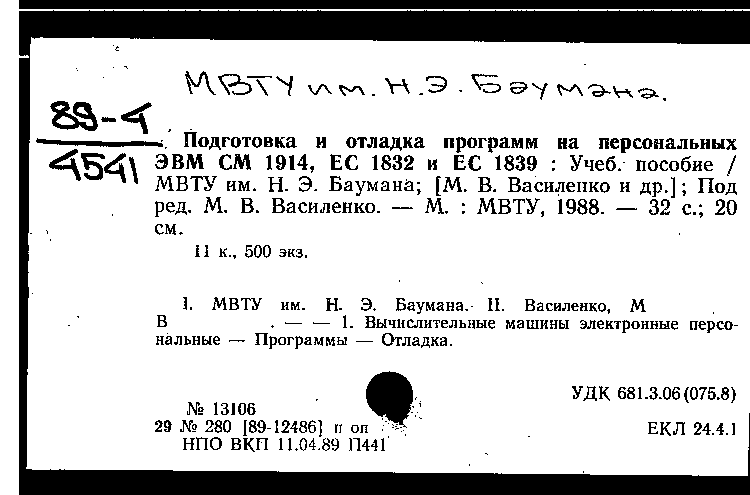 МВТУ им. Н.Э. Баумана.
89-4
4541
Подготовка и отладка программ на персональных
ЭВМ СМ 1914, ЕС 1832 и ЕС 1839 : Учеб. пособие /
МВТУ им. Н. Э. Баумана; [М. В. Василенко и др.]; Под
ред. М. В. Василенко. — М. : МВТУ, 1988. — 32 с.; 20
см.
11 к., 500 экз.
I. МВТУ им. Н. Э. Баумана. II. Василенко, М
В . — — 1. Вычислительные машины электронные персо-
нальные — Программы — Отладка.
УДК 681.3.06(075.8)
№ 13106
29 № 280 [89-12486] п оп
ЕКЛ 24.4.1
НПО ВКП 11.04.89 П441